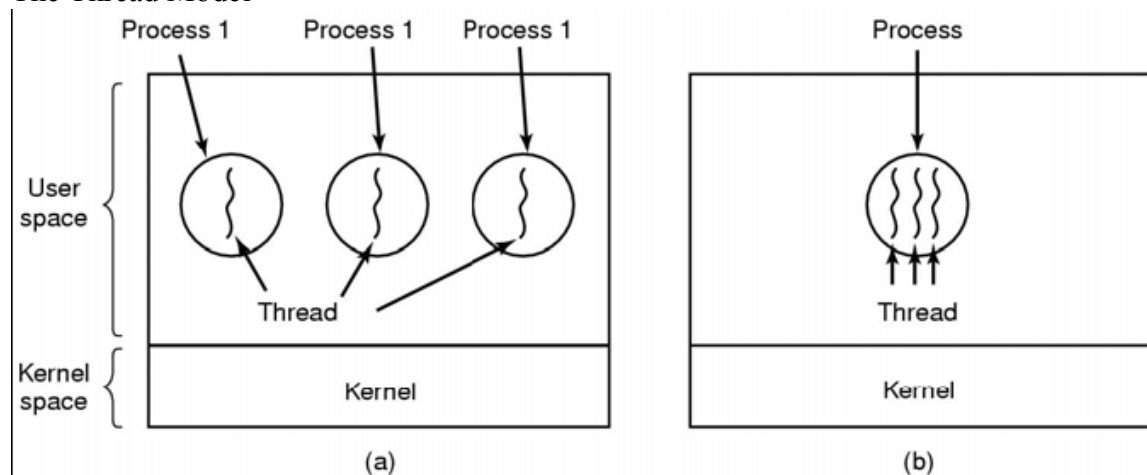 The Thread Model
Process 1 Process 1 Process 1 Process
User
space
Thread Thread
Kernel
space
Kernel Kernel
(a) (b)